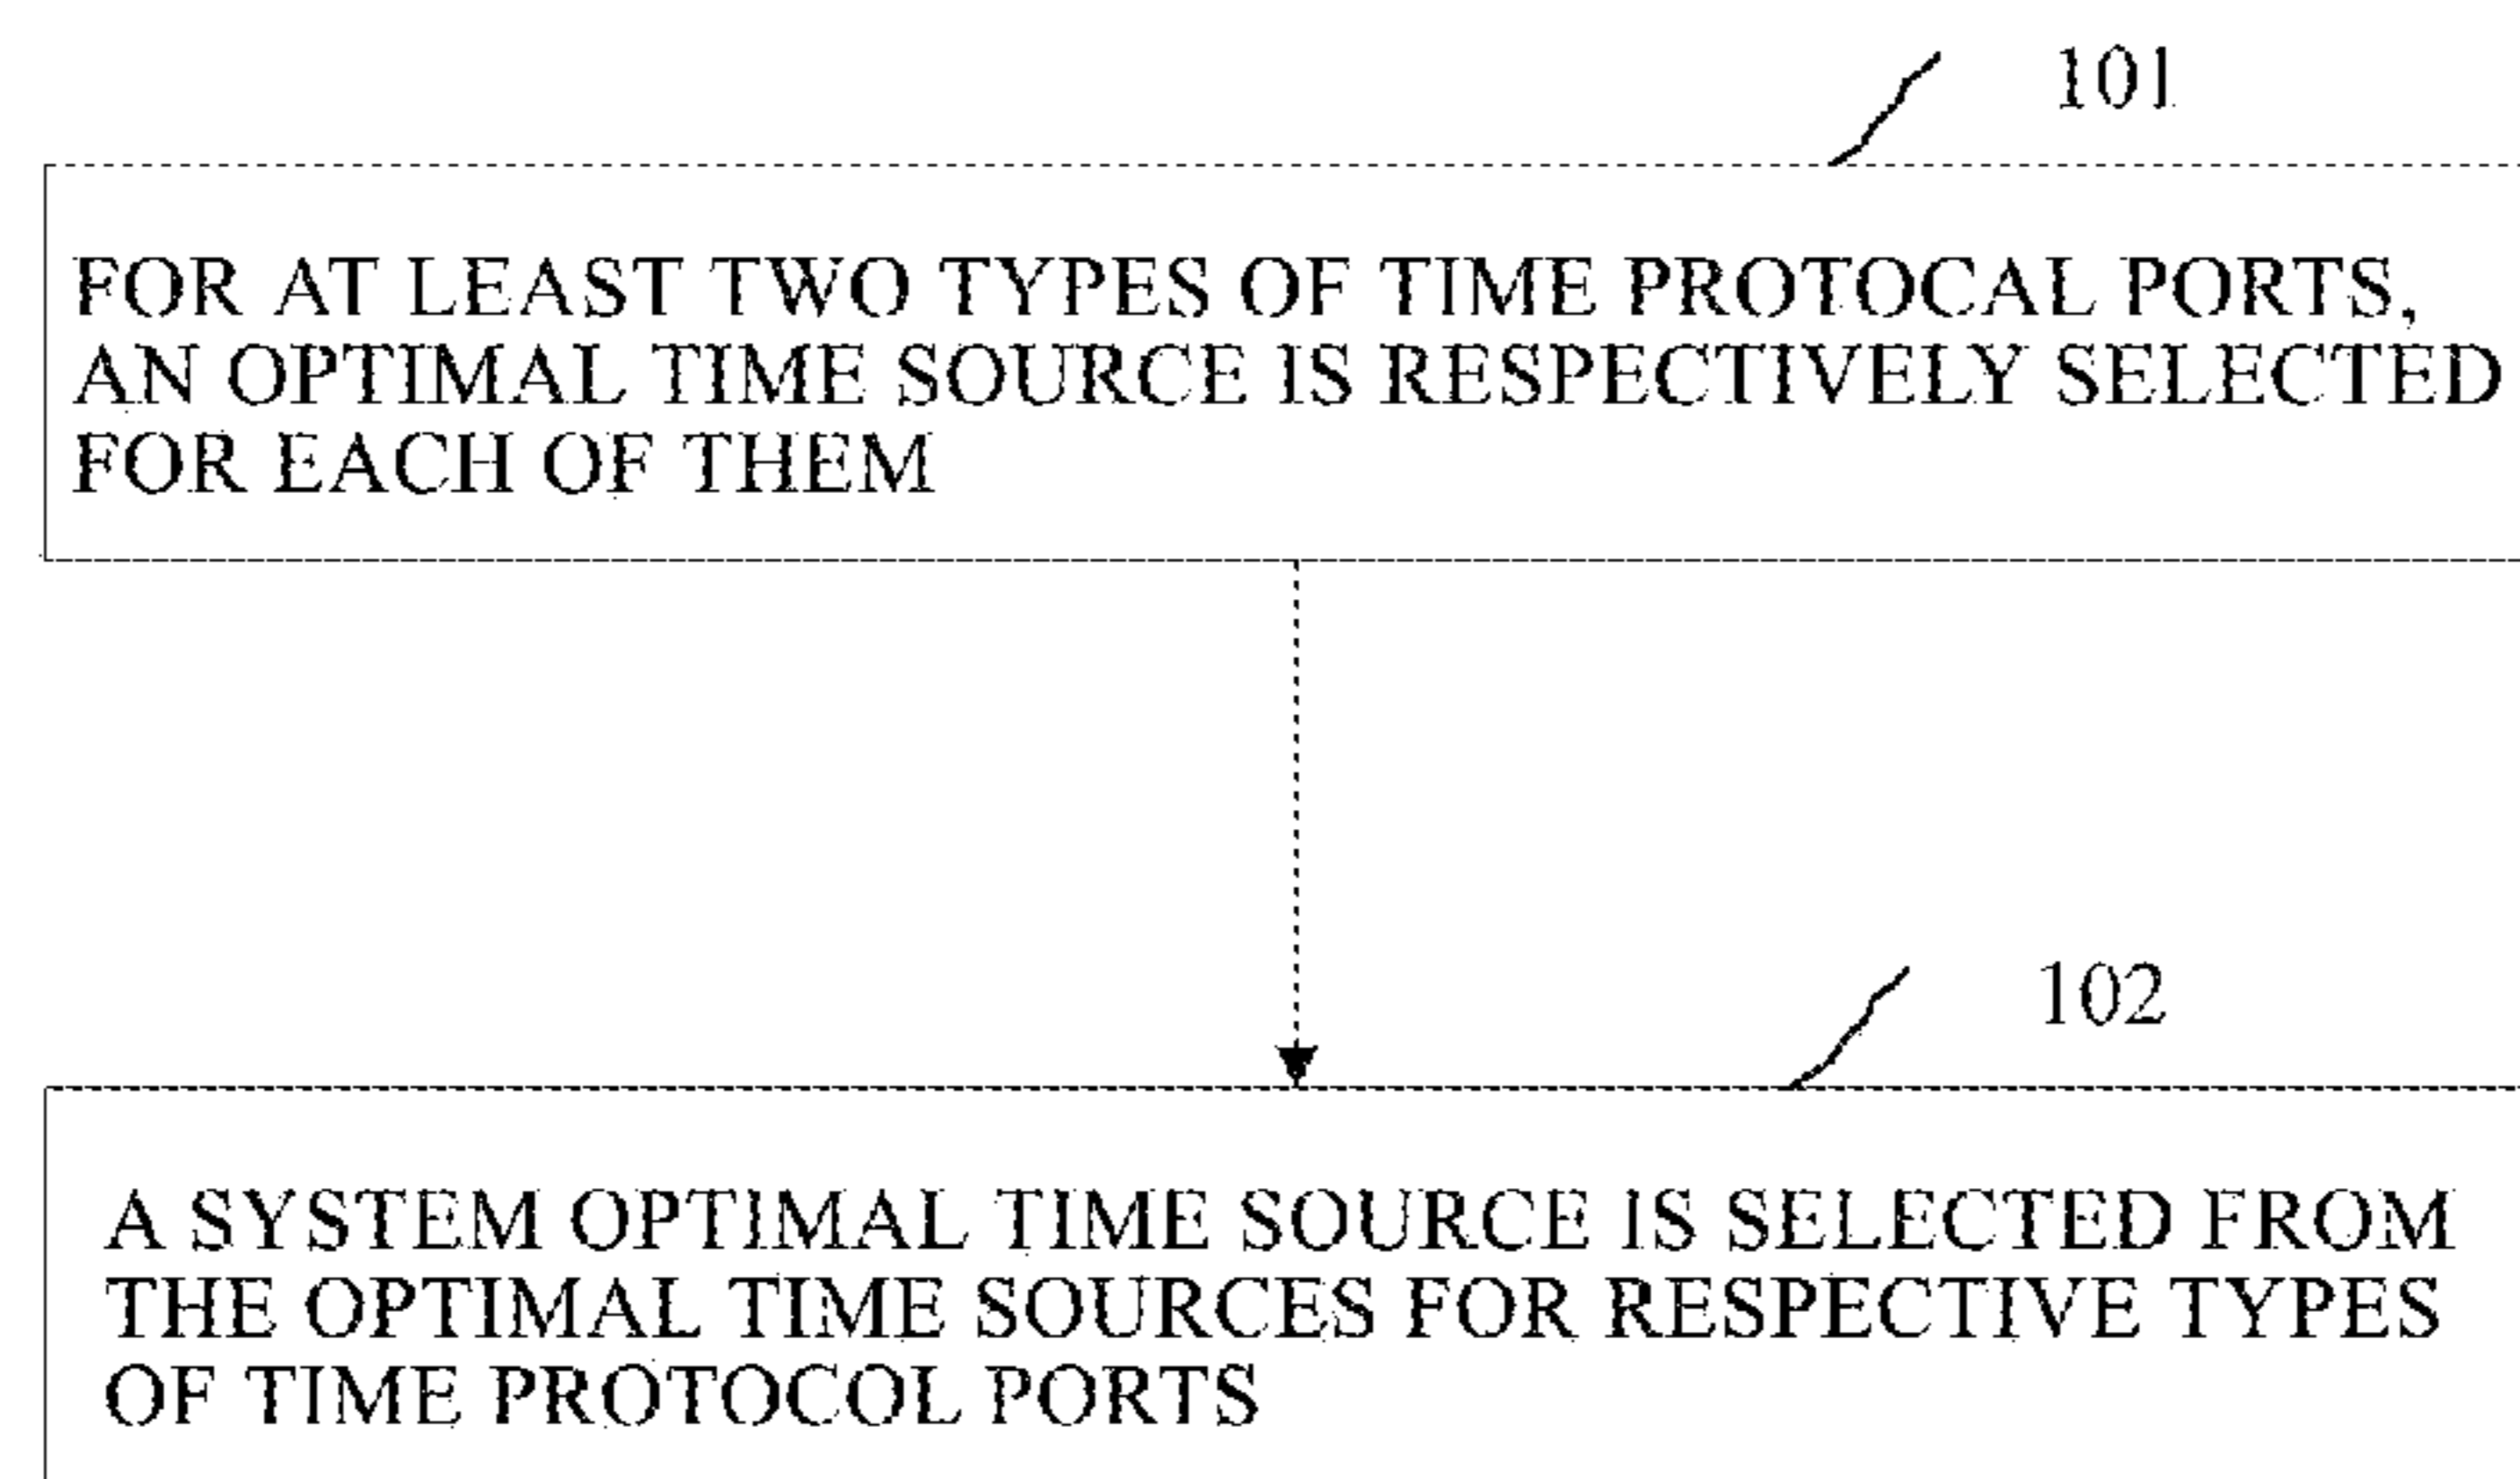 101
FOR AT LEAST TWO TYPES OF TIME PROTOCAL PORTS,
AN OPTIMAL TIME SOURCE IS RESPECTIVELY SELECTED
FOR EACH OF THEM
102
A SYSTEM OPTIMAL TIME SOURCE IS SELECTED FROM
THE OPTIMAL TIME SOURCES FOR RESPECTIVE TYPES
OF TIME PROTOCOL PORTS